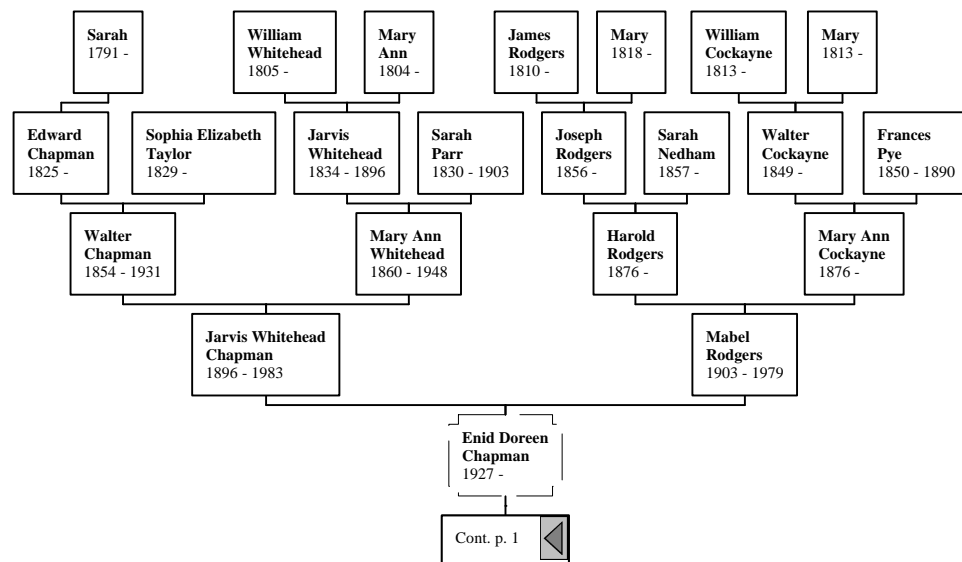 Sarah
1791 -
William
Whitehead
1805 -
Mary
Ann
1804 -
James
Rodgers
1810 -
Mary
1818 -
William
Cockayne
1813 -
Mary
1813 -
Edward
Chapman
1825 -
Sophia Elizabeth
Taylor
1829 -
Jarvis
Whitehead
1834 - 1896
Sarah
Parr
1830 - 1903
Joseph
Rodgers
1856 -
Sarah
Nedham
1857 -
Walter
Cockayne
1849 -
Frances
Pye
1850 - 1890
Walter
Chapman
1854 - 1931
Mary Ann
Whitehead
1860 - 1948
Harold
Rodgers
1876 -
Mary Ann
Cockayne
1876 -
Jarvis Whitehead
Chapman
1896 - 1983
Mabel
Rodgers
1903 - 1979
Enid Doreen
Chapman
1927 -
Cont. p. 1